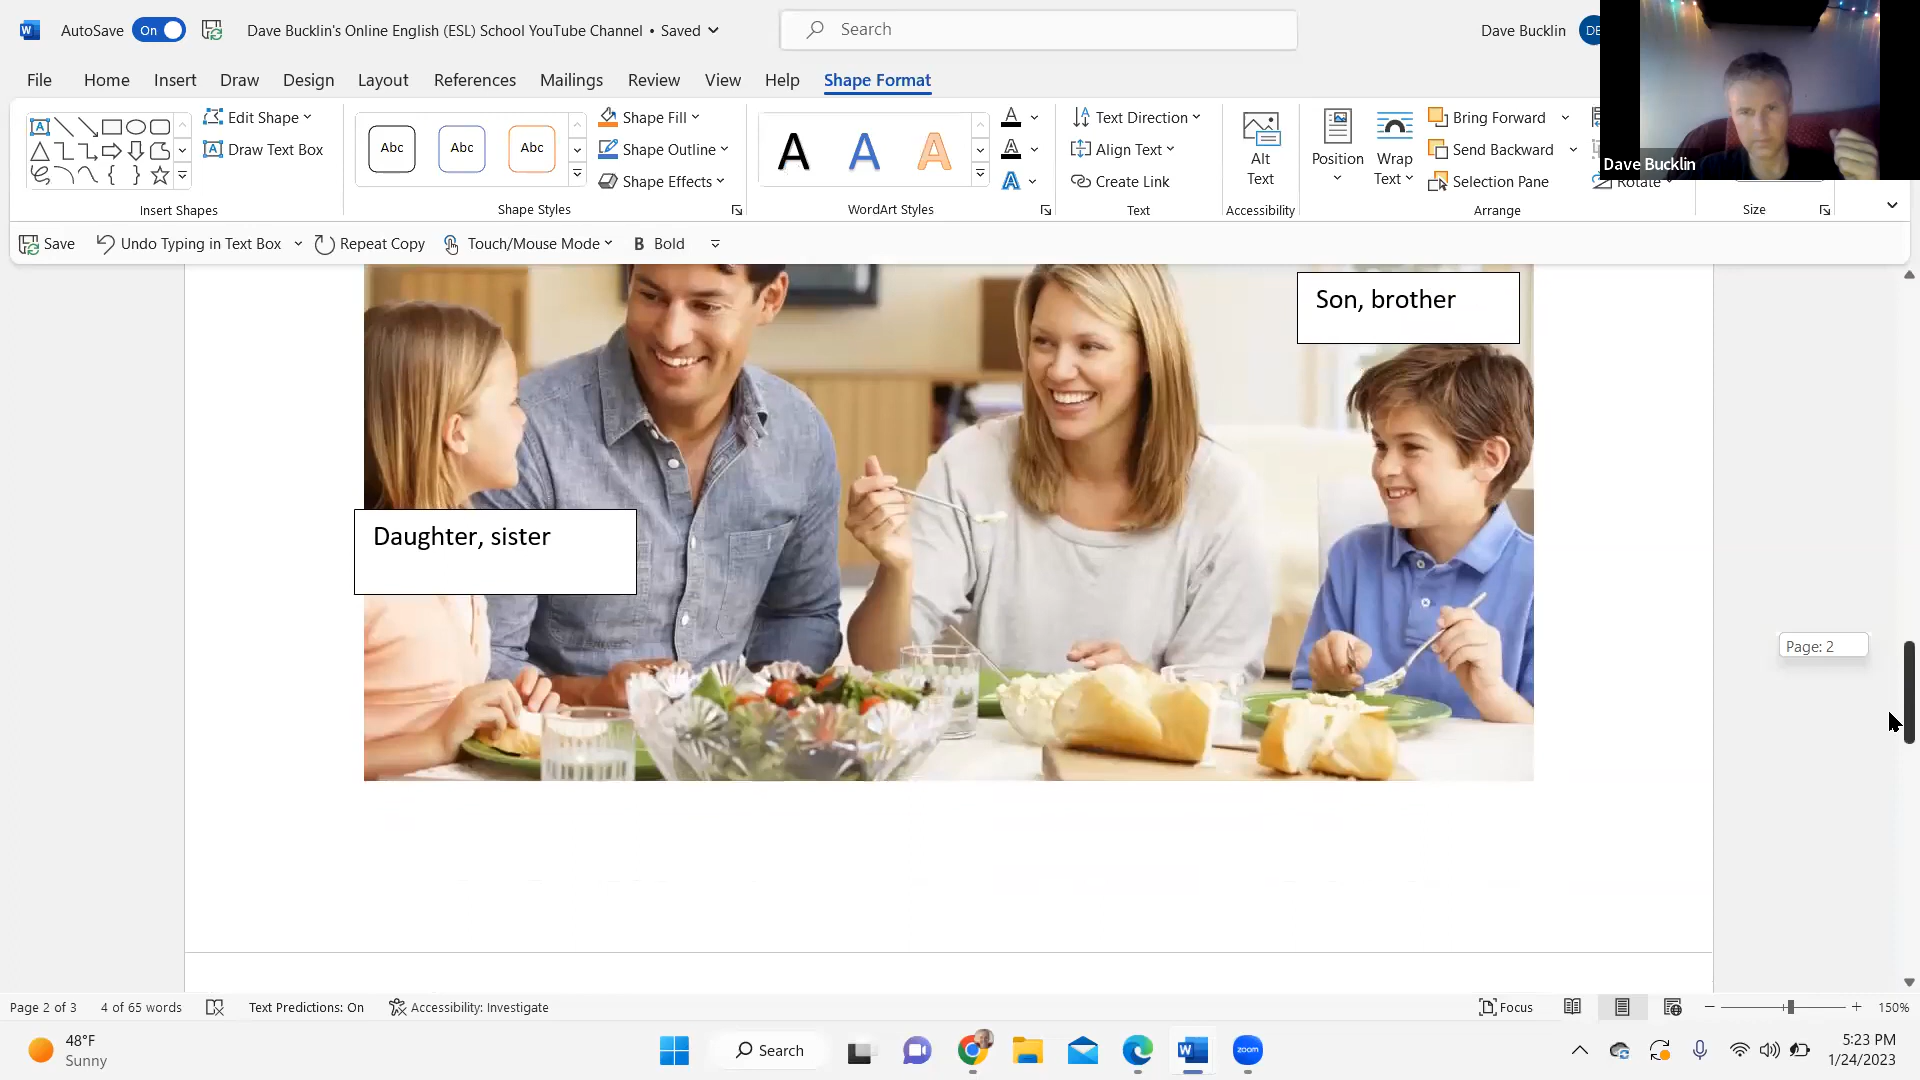 AutoSave On Dave Bucklin's Online English (ESL) School YouTube Channel • Saved Search Dave Bucklin
File Home Insert Draw Design Layout References Mailings Review View Help Shape Format
Edit Shape
Draw Text Box
Insert Shapes
Abc Abc Abc
Shape Fill
Shape Outline
Shape Effects
Shape Styles
A A A
WordArt Styles
A
A
A
Text Direction
Align Text
Create Link
Text
Alt
Text
Accessibility
Position
Wrap
Text
Bring Forward
Send Backward
Selection Pane
Rotate
Arrange
Size
Dave Bucklin
Save Undo Typing in Text Box Repeat Copy Touch/Mouse Mode B Bold
Son, brother
Daughter, sister
Page: 2
Page 2 of 3 4 of 65 words Text Predictions: On Accessibility: Investigate Focus 150%
48°F
Sunny
Search
zoom
5:23 PM
1/24/2023